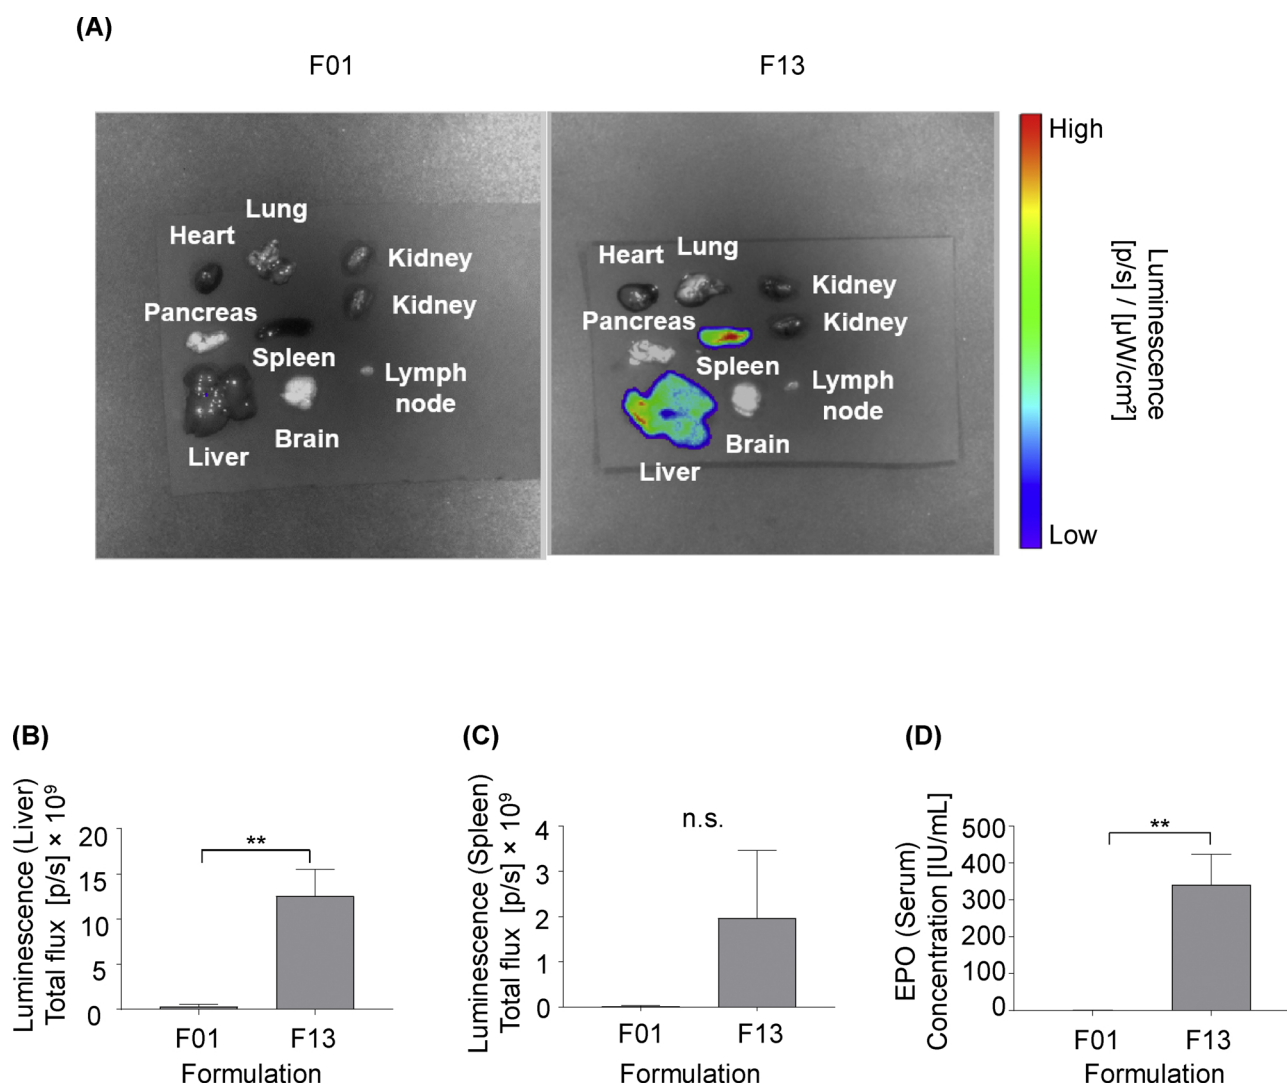 (A)
F01
F13
Lung
Heart
Kidney
Kidney
Pancreas
Spleen
Lymph
node
Brain
Liver
Heart
Lung
Kidney
Pancreas
Kidney
Spleen
Lymph
node
Brain
Liver
High
Low
Luminescence
[p/s] / [µW/cm²]
(B)
Luminescence (Liver)
Total flux [p/s] × 10⁹
20
15
10
5
0
**
F01 F13
Formulation
(C)
Luminescence (Spleen)
Total flux [p/s] × 10⁹
4
3
2
1
0
n.s.
F01 F13
Formulation
(D)
EPO (Serum)
Concentration [IU/mL]
500
400
300
200
100
0
**
F01 F13
Formulation